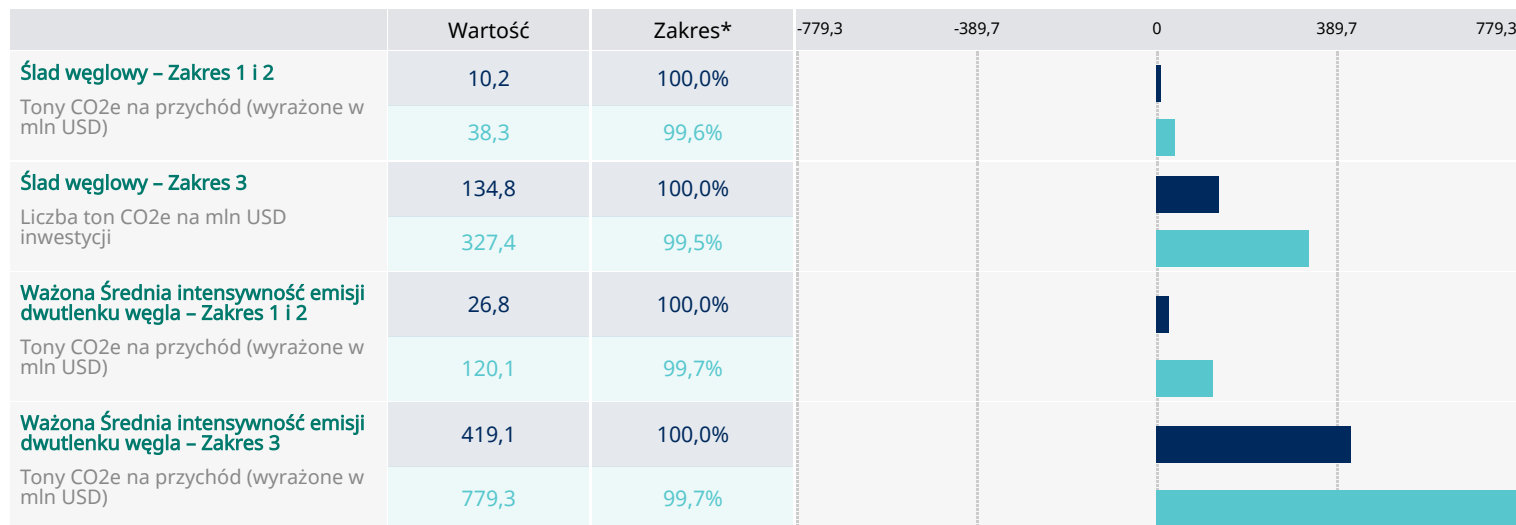 Wartość Zakres* -779,3 -389,7 0 389,7 779,3
Ślad węglowy – Zakres 1 i 2
Tony CO2e na przychód (wyrażone w
mln USD)
10,2 100,0%
38,3 99,6%
Ślad węglowy – Zakres 3
Liczba ton CO2e na mln USD
inwestycji
134,8 100,0%
327,4 99,5%
Ważona Średnia intensywność emisji
dwutlenku węgla – Zakres 1 i 2
Tony CO2e na przychód (wyrażone w
mln USD)
26,8 100,0%
120,1 99,7%
Ważona Średnia intensywność emisji
dwutlenku węgla – Zakres 3
Tony CO2e na przychód (wyrażone w
mln USD)
419,1 100,0%
779,3 99,7%